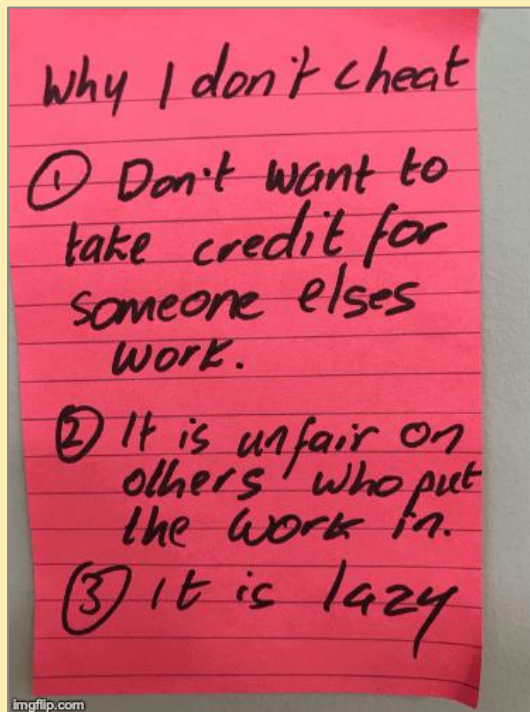 Why I don't cheat
① Don't want to
take credit for
someone elses
work.
② It is unfair on
others who put
the work in.
③ It is lazy
imgflip.com